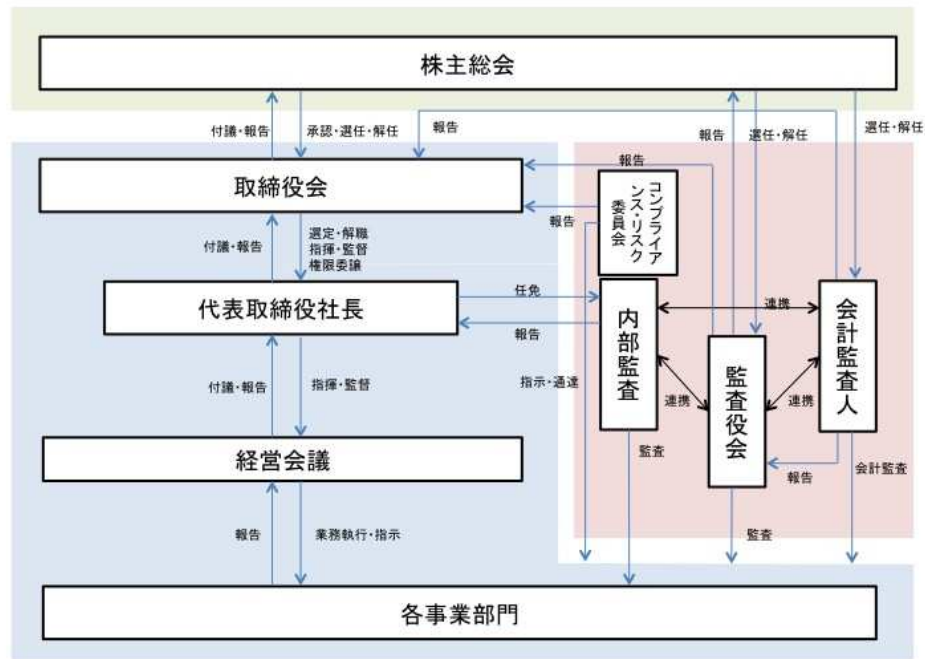 株主総会
付議・報告
承認・選任・解任
報告
報告
選任・解任
選任・解任
取締役会
報告
コンプライア
ンス・リスク
委員会
報告
付議・報告
選定・解職
指揮・監督
権限委譲
代表取締役社長
任免
報告
内部監査
連携
会計監査人
監査役会
付議・報告
指揮・監督
指示・通達
連携
連携
経営会議
監査
報告
会計監査
報告
業務執行・指示
監査
各事業部門